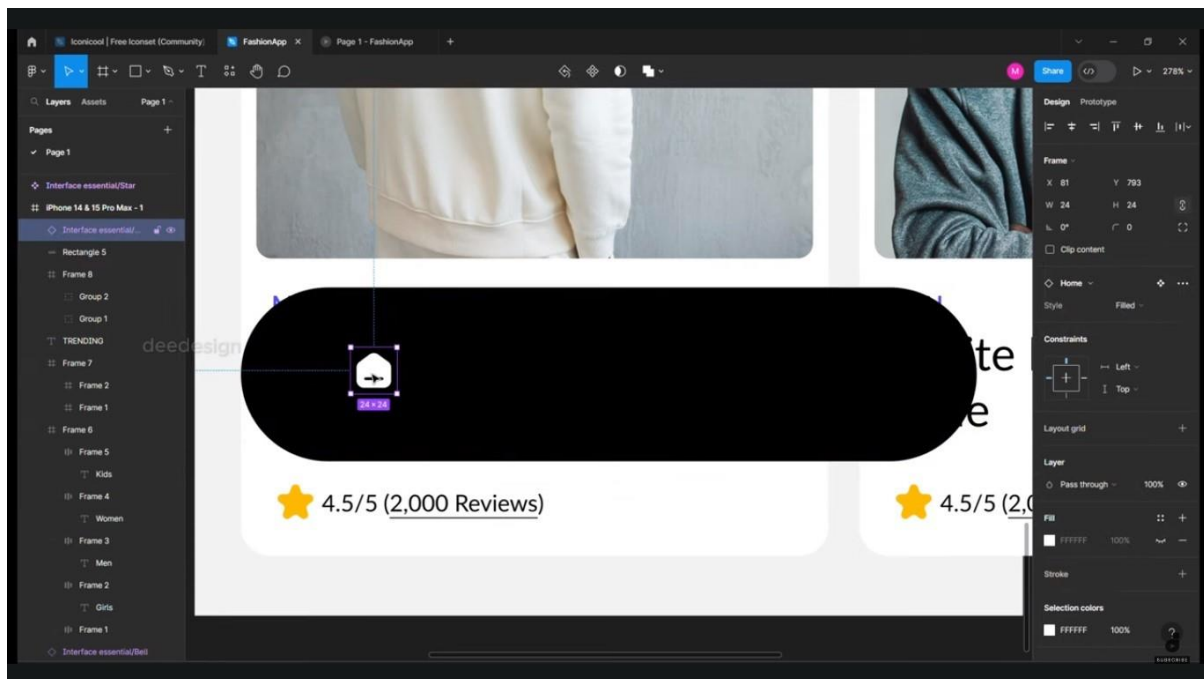 Iconicool | Free Iconset (Community)
FashionApp
Page 1 - FashionApp
M
Share
278%
Layers Assets Page 1
Pages
Page 1
Interface essential/Star
iPhone 14 & 15 Pro Max - 1
Interface essential/...
Rectangle 5
Frame 8
Group 2
Group 1
TRENDING
Frame 7
Frame 2
Frame 1
Frame 6
Frame 5
Kids
Frame 4
Women
Frame 3
Men
Frame 2
Girls
Frame 1
Interface essential/Bell
deedesign
24 × 24
ite
e
4.5/5 (2,000 Reviews)
4.5/5 (2,0
Design Prototype
Frame
X 81 Y 793
W 24 H 24
0° 0
Clip content
Home
Style Filled
Constraints
Left
Top
Layout grid
Layer
Pass through 100%
Fill
FFFFFF 100%
Stroke
Selection colors
FFFFFF 100%
?
SUBSCRIBE